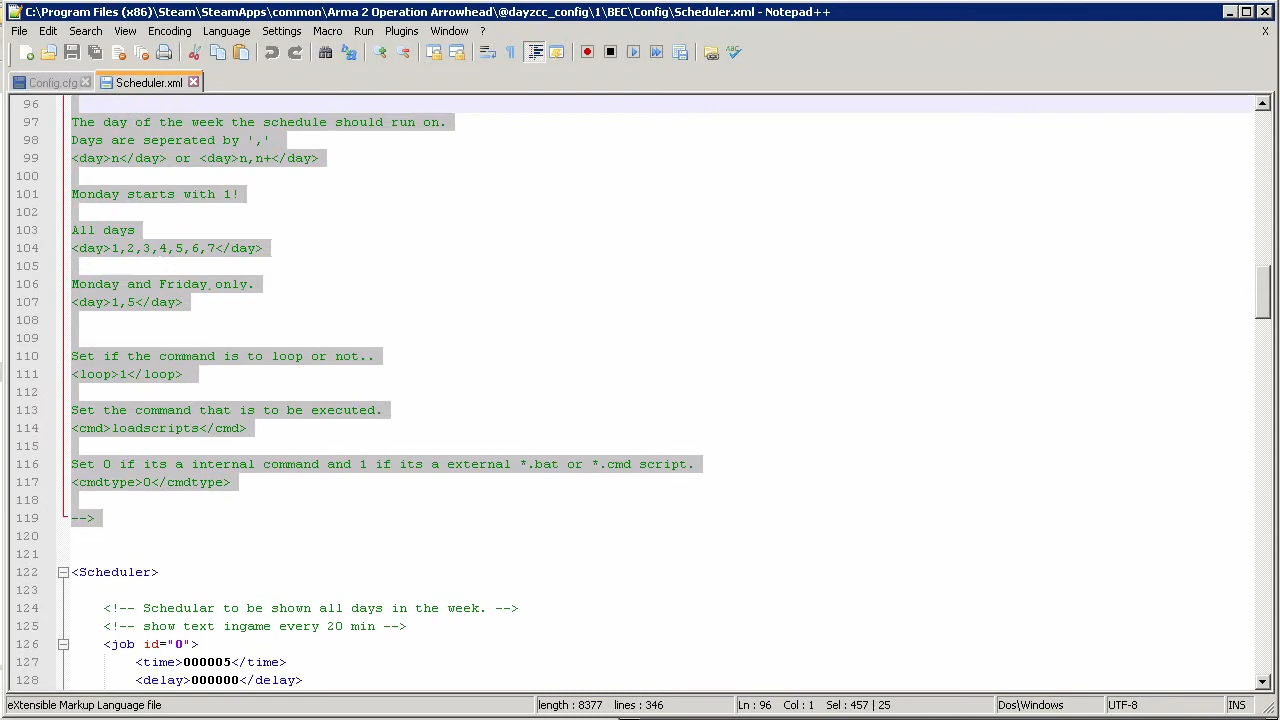 C:\Program Files (x86)\Steam\SteamApps\common\Arma 2 Operation Arrowhead\@dayzcc_config\1\BEC\Config\Scheduler.xml - Notepad++
File Edit Search View Encoding Language Settings Macro Run Plugins Window ? X
Config.cfg Scheduler.xml
96
97 The day of the week the schedule should run on.
98 Days are seperated by ','
99 <day>n</day> or <day>n,n+</day>
100
101 Monday starts with 1!
102
103 All days
104 <day>1,2,3,4,5,6,7</day>
105
106 Monday and Friday only.
107 <day>1,5</day>
108
109
110 Set if the command is to loop or not..
111 <loop>1</loop>
112
113 Set the command that is to be executed.
114 <cmd>loadscripts</cmd>
115
116 Set 0 if its a internal command and 1 if its a external *.bat or *.cmd script.
117 <cmdtype>0</cmdtype>
118
119 -->
120
121
122 <Scheduler>
123
124 <!-- Schedular to be shown all days in the week. -->
125 <!-- show text ingame every 20 min -->
126 <job id="0">
127 <time>000005</time>
128 <delay>000000</delay>
eXtensible Markup Language file length : 8377 lines : 346 Ln : 96 Col : 1 Sel : 457 | 25 Dos\Windows UTF-8 INS